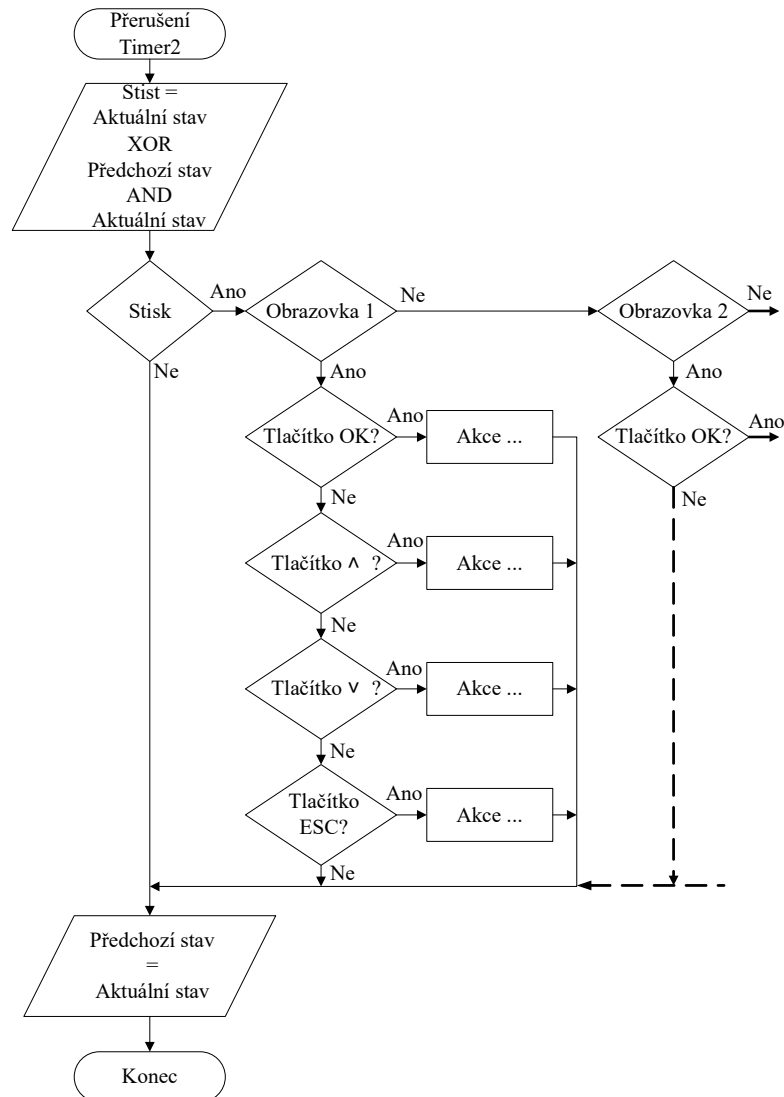 Přerušení
Timer2
Stist =
Aktuální stav
XOR
Předchozí stav
AND
Aktuální stav
Stisk
Ano
Obrazovka 1
Ne
Obrazovka 2
Ne
Ne
Ano
Ano
Tlačítko OK?
Ano
Akce ...
Tlačítko OK?
Ano
Ne
Ne
Tlačítko ʌ ?
Ano
Akce ...
Ne
Tlačítko v ?
Ano
Akce ...
Ne
Tlačítko
ESC?
Ano
Akce ...
Ne
Předchozí stav
=
Aktuální stav
Konec